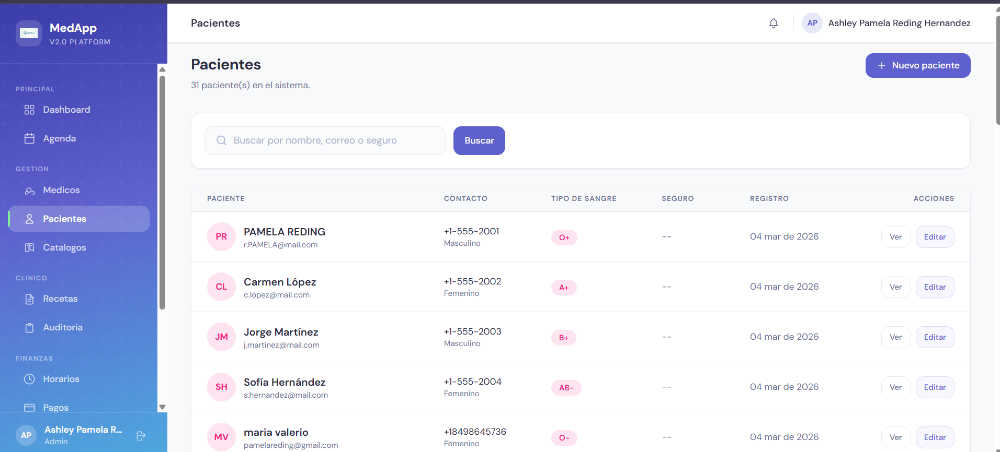 MedApp
V2.0 PLATFORM
PRINCIPAL
Dashboard
Agenda
GESTION
Medicos
Pacientes
Catalogos
CLINICO
Recetas
Auditoria
FINANZAS
Horarios
Pagos
AP
Ashley Pamela R...
Admin
Pacientes
AP Ashley Pamela Reding Hernandez
Pacientes
31 paciente(s) en el sistema.
+ Nuevo paciente
Buscar por nombre, correo o seguro
Buscar
PACIENTE CONTACTO TIPO DE SANGRE SEGURO REGISTRO ACCIONES
PR PAMELA REDING +1-555-2001 O+ -- 04 mar de 2026 Ver Editar
r.PAMELA@mail.com Masculino
CL Carmen López +1-555-2002 A+ -- 04 mar de 2026 Ver Editar
c.lopez@mail.com Femenino
JM Jorge Martínez +1-555-2003 B+ -- 04 mar de 2026 Ver Editar
j.martinez@mail.com Masculino
SH Sofía Hernández +1-555-2004 AB- -- 04 mar de 2026 Ver Editar
s.hernandez@mail.com Femenino
MV maria valerio +18498645736 O- -- 04 mar de 2026 Ver Editar
pamelareding@gmail.com Femenino